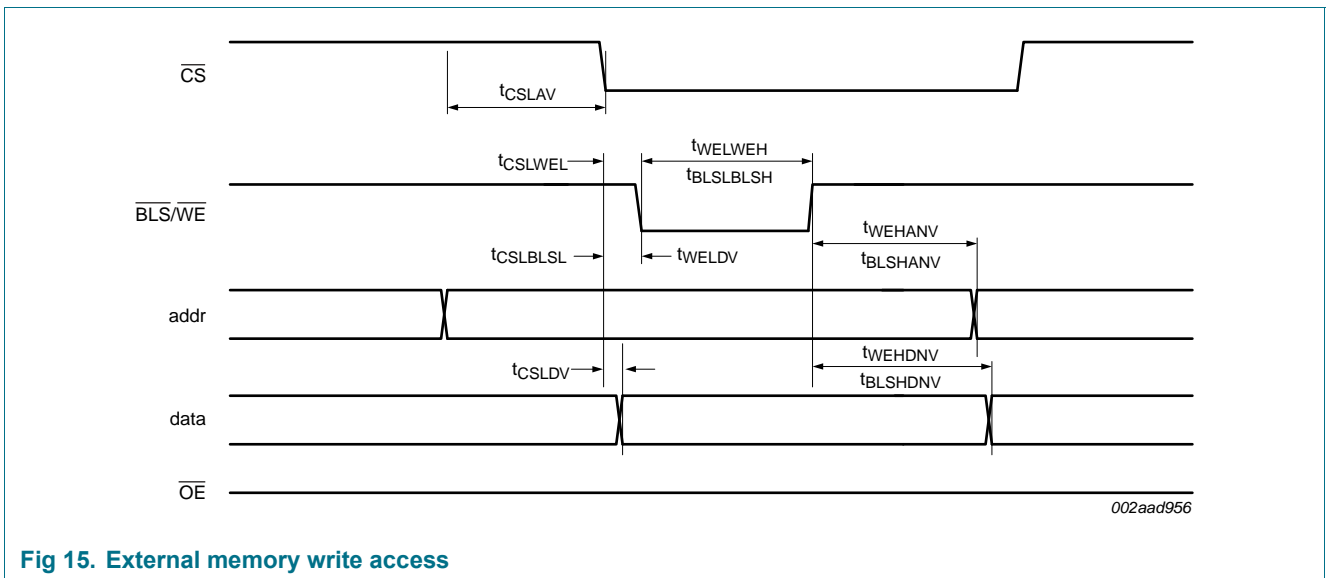 CS
tCSLAV
tCSLWEL
tWELWEH
tBLSLBLSH
BLS/WE
tCSLBLSL
tWELDV
tWEHANV
tBLSHANV
addr
tCSLDV
tWEHDNV
tBLSHDNV
data
OE
002aad956
Fig 15. External memory write access